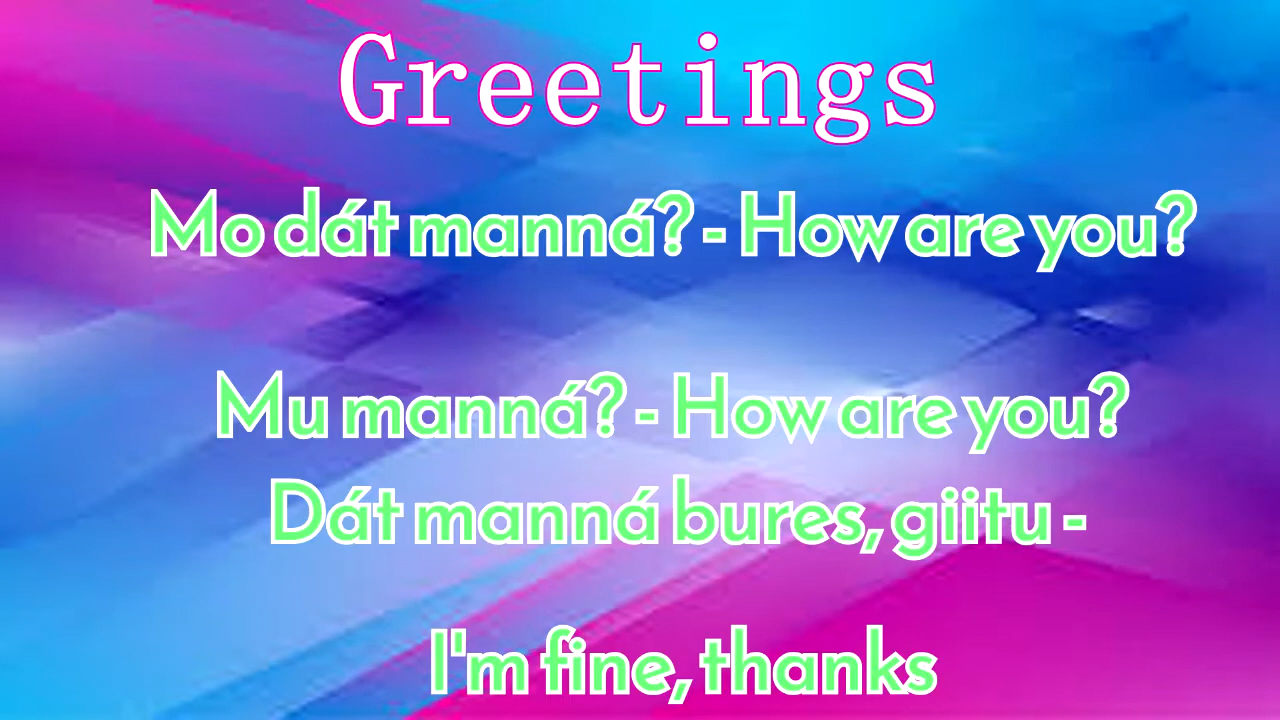 Greetings
Mo dát manná? - How are you?
Mu manná? - How are you?
Dát manná bures, giitu -
I'm fine, thanks